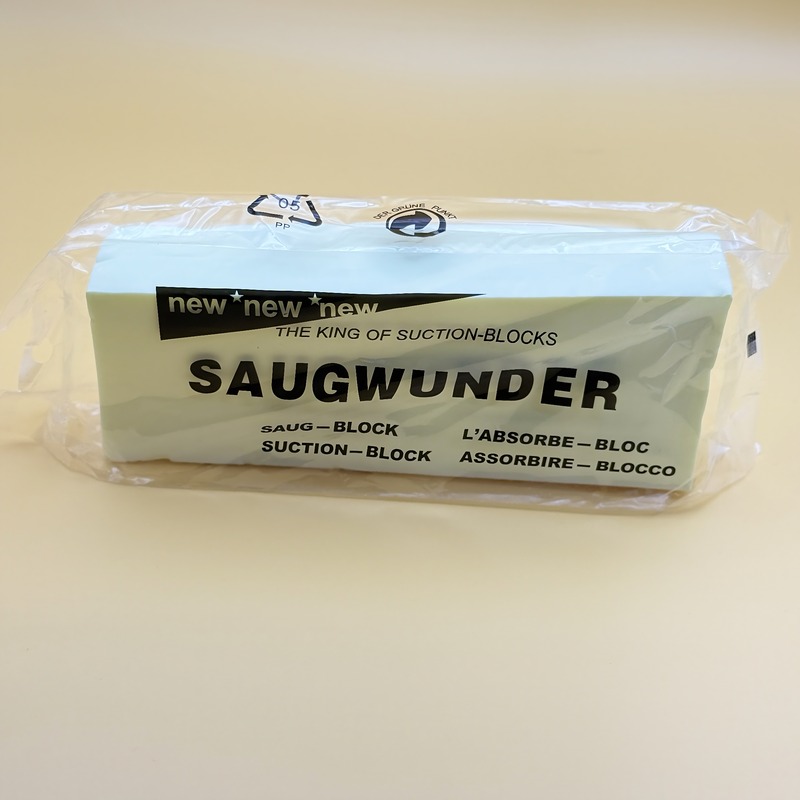 05
PP
DER GRÜNE PUNKT
new new new
THE KING OF SUCTION-BLOCKS
SAUGWUNDER
SAUG-BLOCK
SUCTION-BLOCK
L'ABSORBE-BLOC
ASSORBIRE-BLOCCO